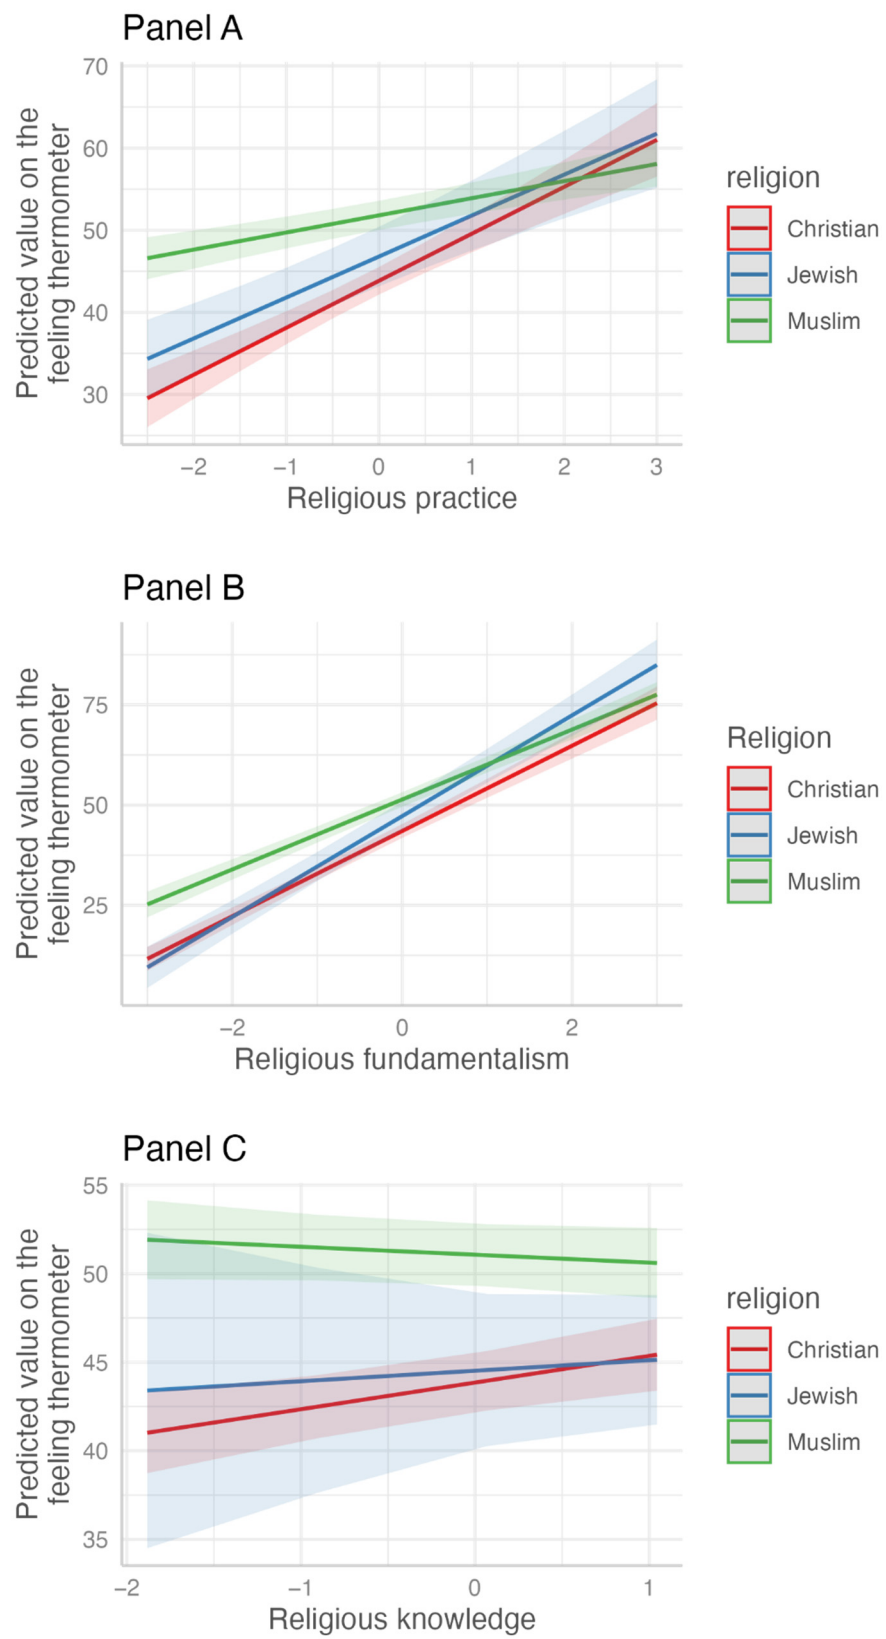 Panel A
Predicted value on the
feeling thermometer
70
60
50
40
30
−2 −1 0 1 2 3
Religious practice
religion
Christian
Jewish
Muslim
Panel B
Predicted value on the
feeling thermometer
75
50
25
−2 0 2
Religious fundamentalism
Religion
Christian
Jewish
Muslim
Panel C
Predicted value on the
feeling thermometer
55
50
45
40
35
−2 −1 0 1
Religious knowledge
religion
Christian
Jewish
Muslim